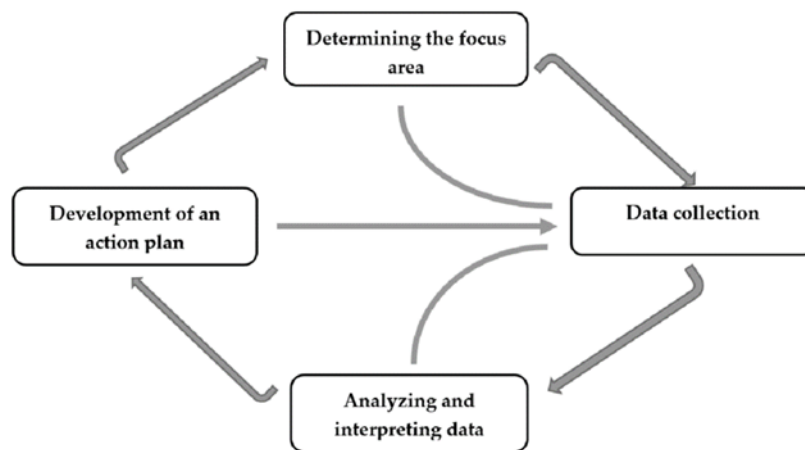 Determining the focus
area
Data collection
Development of an
action plan
Analyzing and
interpreting data